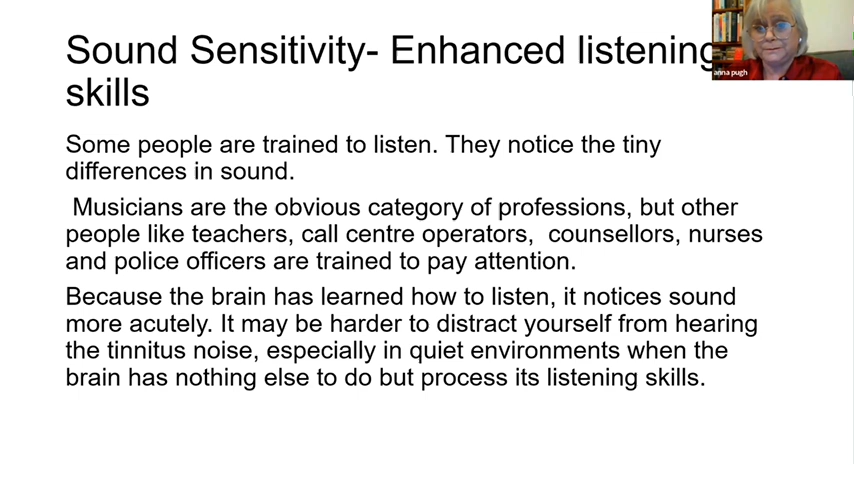 Sound Sensitivity- Enhanced listening
skills
anna pugh
Some people are trained to listen. They notice the tiny
differences in sound.
Musicians are the obvious category of professions, but other
people like teachers, call centre operators,  counsellors, nurses
and police officers are trained to pay attention.
Because the brain has learned how to listen, it notices sound
more acutely. It may be harder to distract yourself from hearing
the tinnitus noise, especially in quiet environments when the
brain has nothing else to do but process its listening skills.